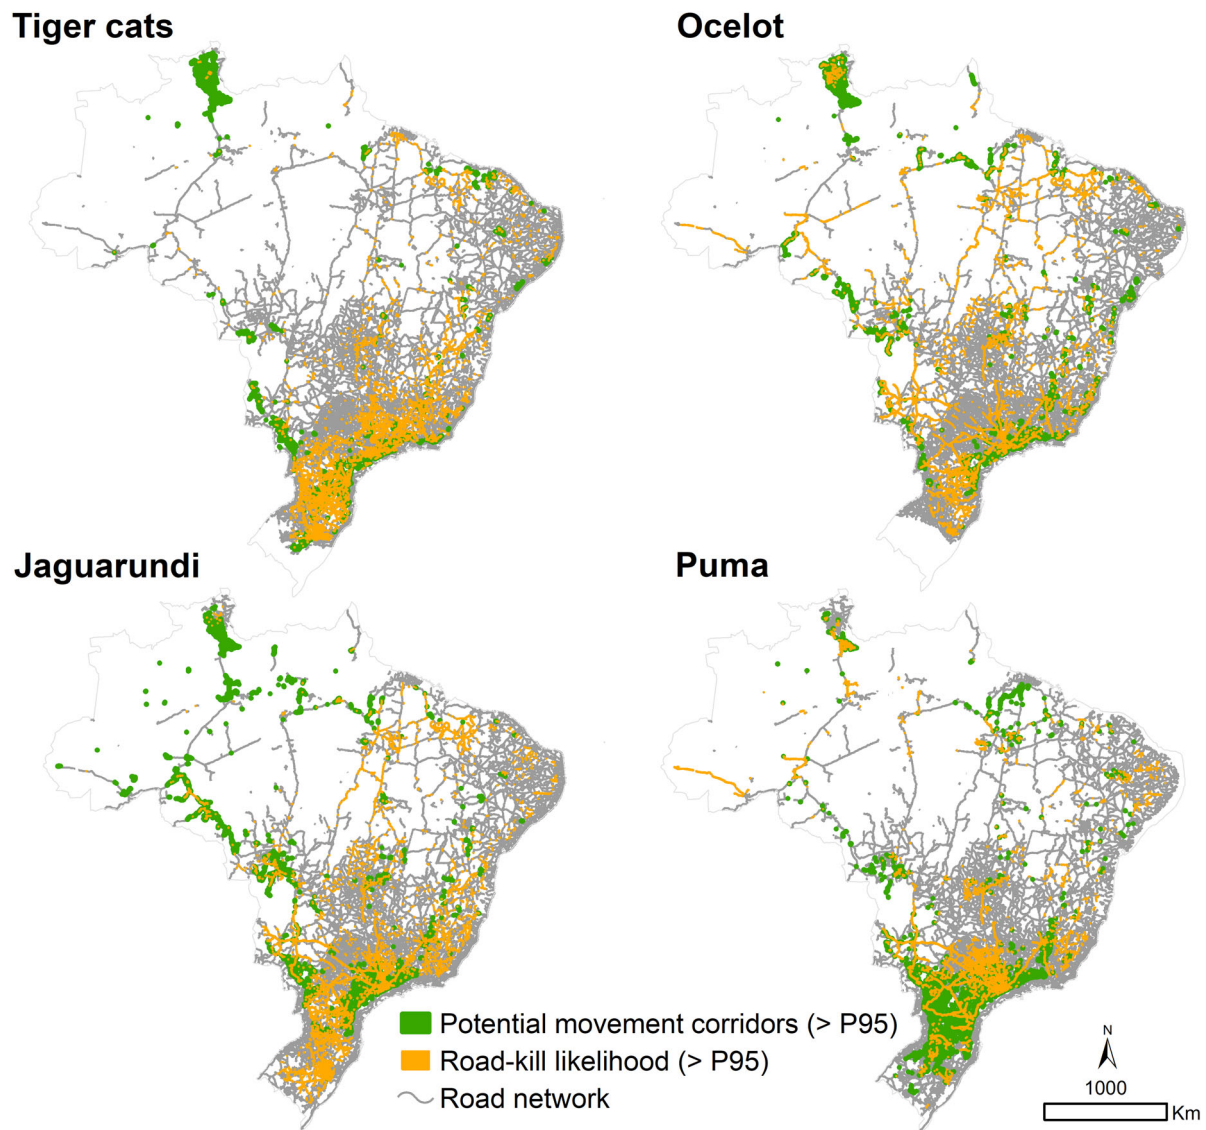 Tiger cats
Ocelot
Jaguarundi
Puma
Potential movement corridors (> P95)
Road-kill likelihood (> P95)
Road network
N
1000
Km